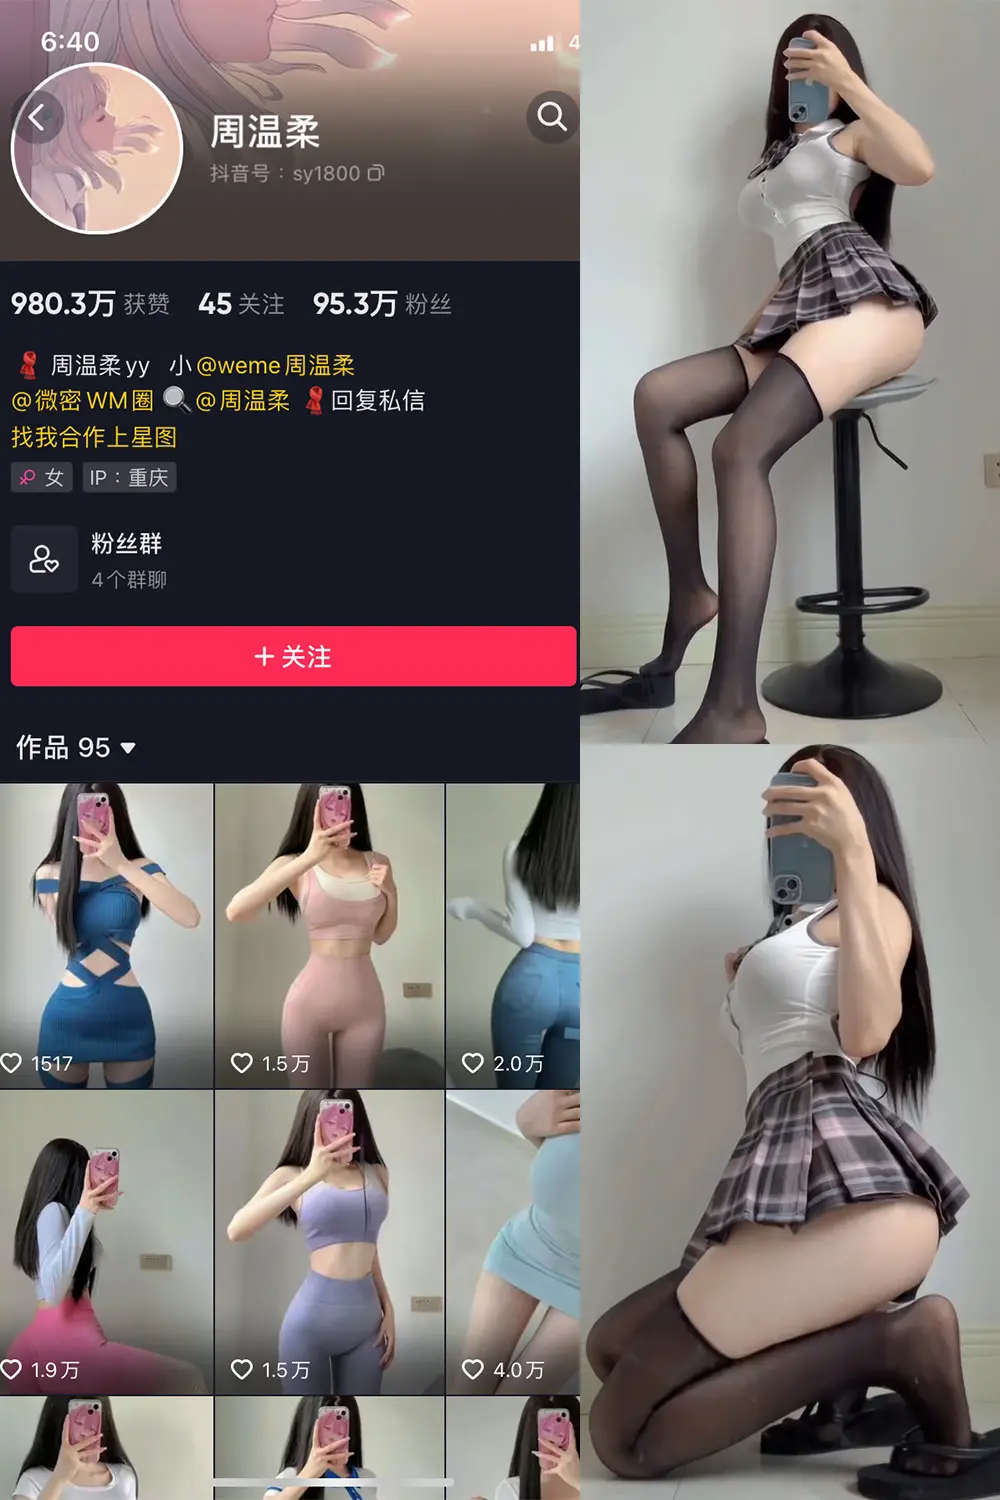 6:40
4
周温柔
抖音号：sy1800
980.3万 获赞 45 关注 95.3万 粉丝
周温柔yy 小@weme周温柔
@微密WM圈 @周温柔 回复私信
找我合作上星图
女 IP：重庆
粉丝群
4个群聊
+ 关注
作品 95
1517 1.5万 2.0万
1.9万 1.5万 4.0万